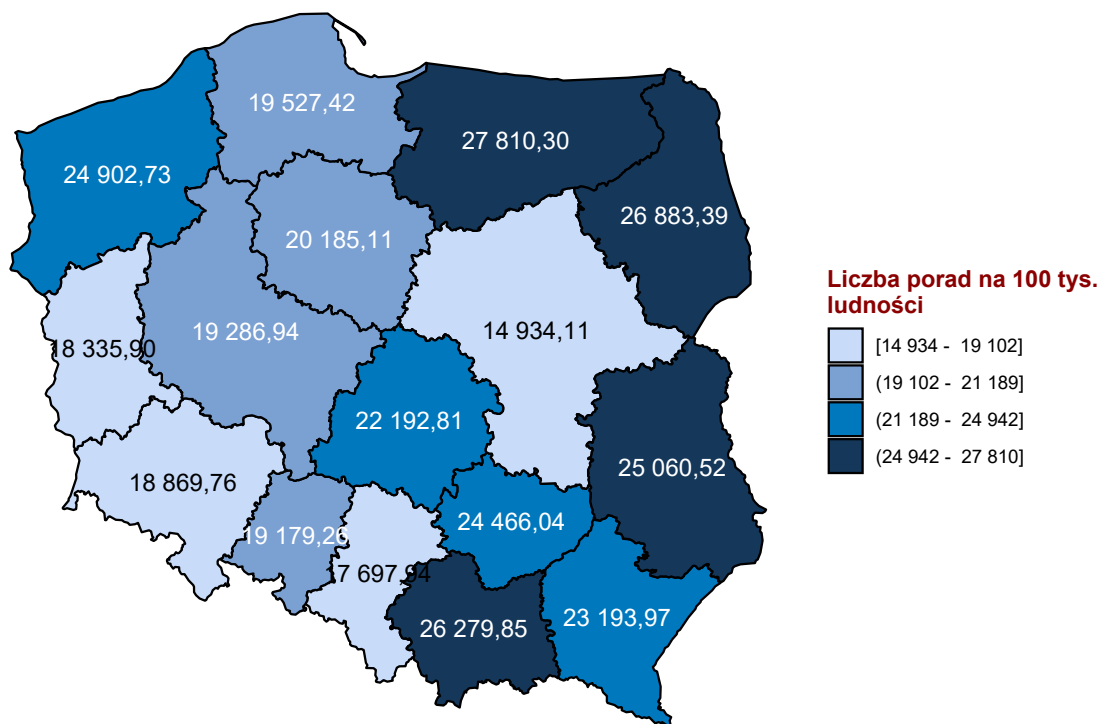 19 527,42
27 810,30
24 902,73
26 883,39
20 185,11
19 286,94
14 934,11
18 335,90
22 192,81
25 060,52
18 869,76
24 466,04
19 179,26
17 697,94
23 193,97
26 279,85
Liczba porad na 100 tys.
ludności
[14 934 - 19 102]
(19 102 - 21 189]
(21 189 - 24 942]
(24 942 - 27 810]